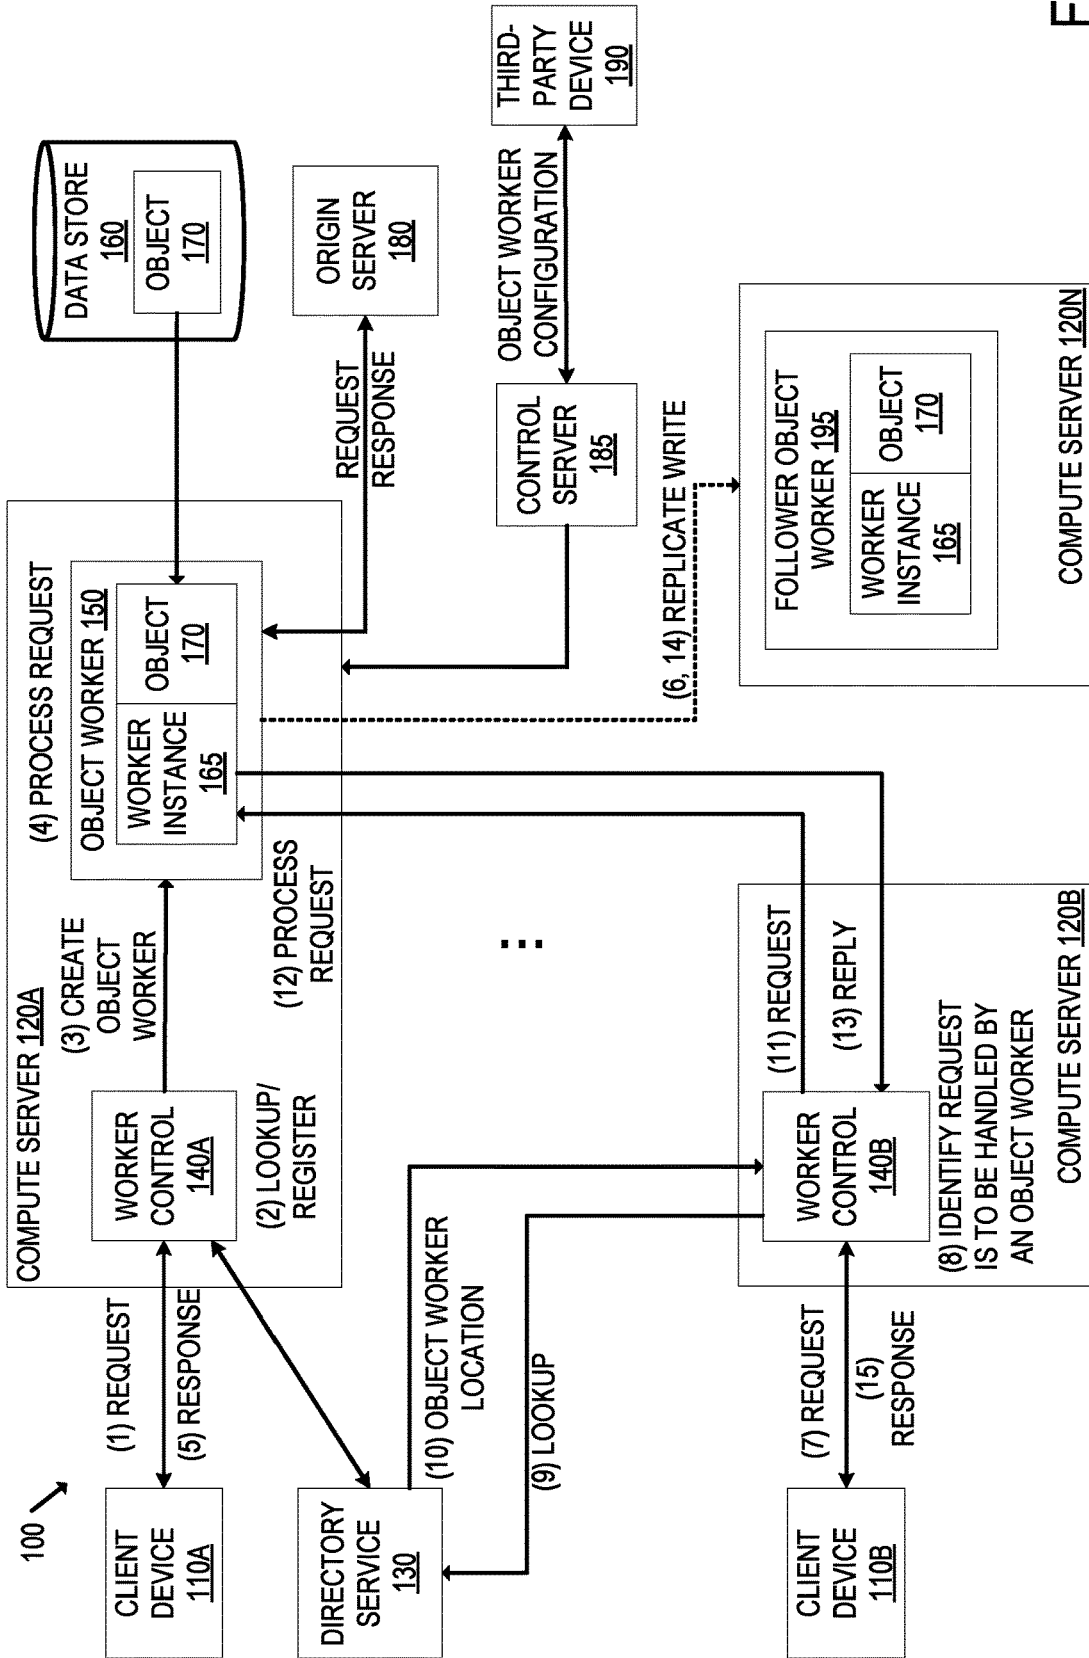 100
CLIENT
DEVICE
110A
(1) REQUEST
(5) RESPONSE
COMPUTE SERVER 120A
WORKER
CONTROL
140A
(2) LOOKUP/
REGISTER
(3) CREATE
OBJECT
WORKER
(4) PROCESS REQUEST
OBJECT WORKER 150
WORKER
INSTANCE
165
OBJECT
170
(12) PROCESS
REQUEST
DATA STORE
160
OBJECT
170
DIRECTORY
SERVICE
130
(10) OBJECT WORKER
LOCATION
(9) LOOKUP
REQUEST
RESPONSE
ORIGIN
SERVER
180
CONTROL
SERVER
185
OBJECT WORKER
CONFIGURATION
THIRD-
PARTY
DEVICE
190
...
(6, 14) REPLICATE WRITE
CLIENT
DEVICE
110B
(7) REQUEST
(15)
RESPONSE
WORKER
CONTROL
140B
(11) REQUEST
(13) REPLY
(8) IDENTIFY REQUEST
IS TO BE HANDLED BY
AN OBJECT WORKER
COMPUTE SERVER 120B
FOLLOWER OBJECT
WORKER 195
WORKER
INSTANCE
165
OBJECT
170
COMPUTE SERVER 120N
F